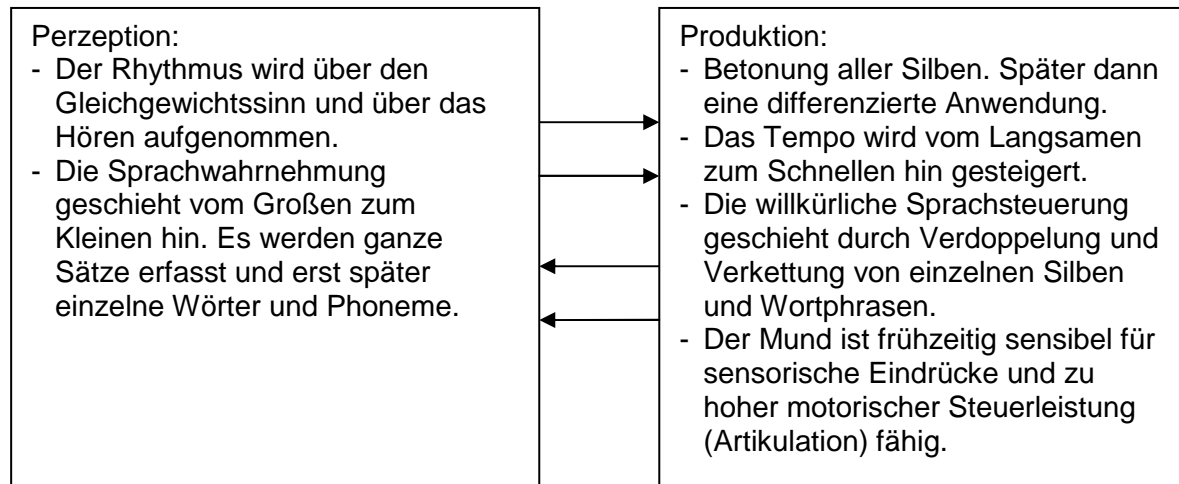 Perzeption:
- Der Rhythmus wird über den
Gleichgewichtssinn und über das
Hören aufgenommen.
- Die Sprachwahrnehmung
geschieht vom Großen zum
Kleinen hin. Es werden ganze
Sätze erfasst und erst später
einzelne Wörter und Phoneme.
Produktion:
- Betonung aller Silben. Später dann
eine differenzierte Anwendung.
- Das Tempo wird vom Langsamen
zum Schnellen hin gesteigert.
- Die willkürliche Sprachsteuerung
geschieht durch Verdoppelung und
Verkettung von einzelnen Silben
und Wortphrasen.
- Der Mund ist frühzeitig sensibel für
sensorische Eindrücke und zu
hoher motorischer Steuerleistung
(Artikulation) fähig.